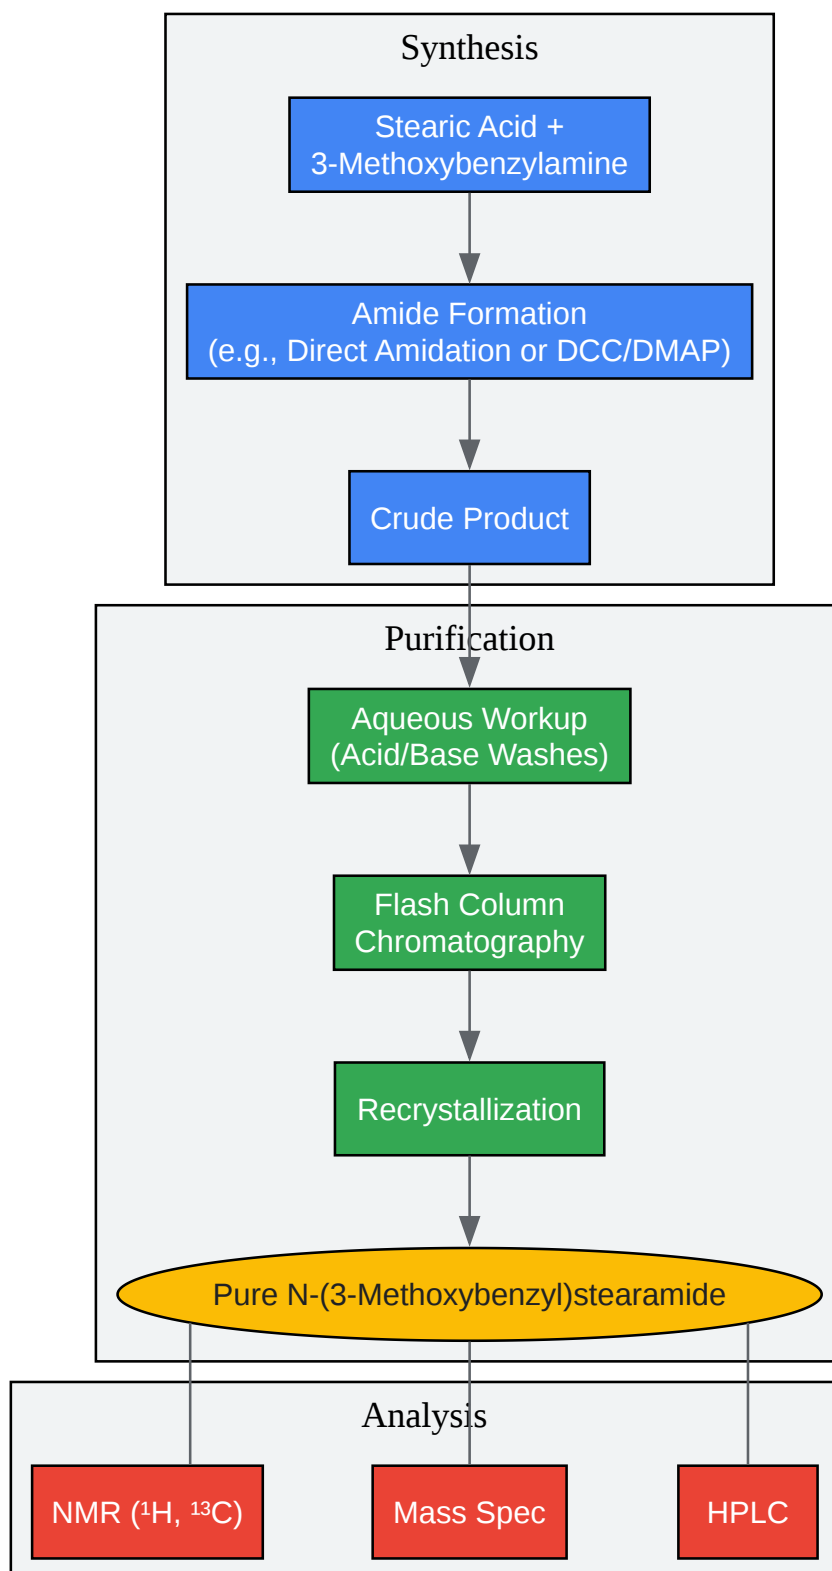 Synthesis
Stearic Acid +
3-Methoxybenzylamine
Amide Formation
(e.g., Direct Amidation or DCC/DMAP)
Crude Product
Purification
Aqueous Workup
(Acid/Base Washes)
Flash Column
Chromatography
Recrystallization
Pure N-(3-Methoxybenzyl)stearamide
Analysis
NMR (¹H, ¹³C)
Mass Spec
HPLC